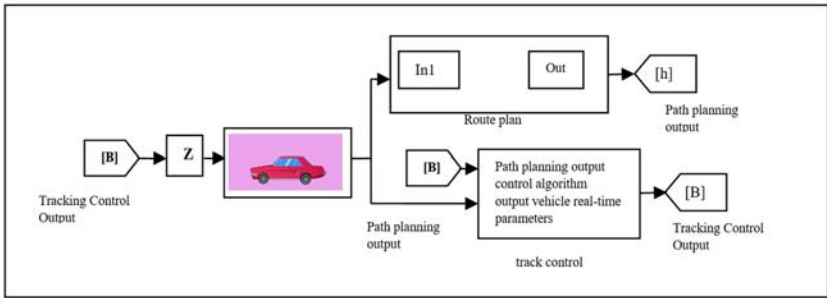 In1
Out
[h]
Route plan
Path planning
output
[B]
Z
Tracking Control
Output
[B]
Path planning output
control algorithm
output vehicle real-time
parameters
[B]
Path planning
output
Tracking Control
Output
track control